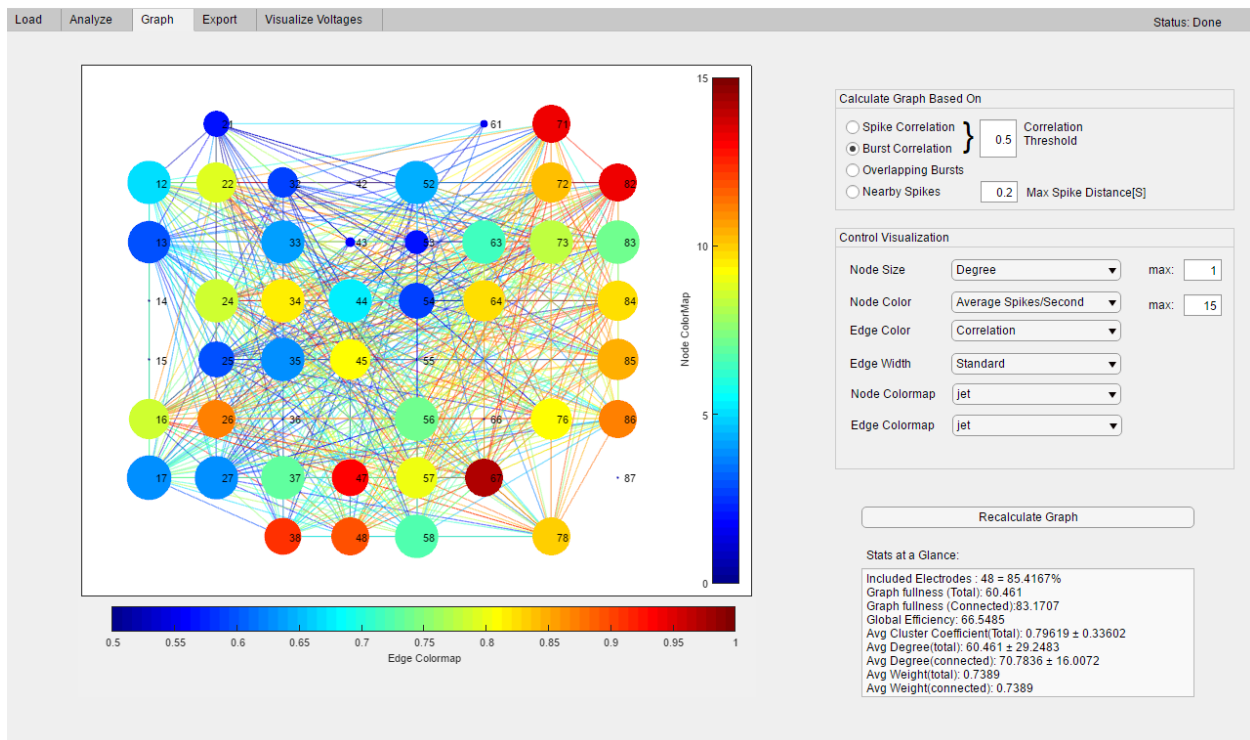 Load Analyze Graph Export Visualize Voltages
Status: Done
15
10
5
0
Node ColorMap
21 61 71
12 22 32 42 52 72 82
13 33 43 53 63 73 83
14 24 34 44 54 64 84
15 25 35 45 55 85
16 26 36 56 66 76 86
17 27 37 47 57 67 87
38 48 58 78
0.5 0.55 0.6 0.65 0.7 0.75 0.8 0.85 0.9 0.95 1
Edge Colormap
Calculate Graph Based On
Spike Correlation
Burst Correlation
} 0.5 Correlation
Threshold
Overlapping Bursts
Nearby Spikes 0.2 Max Spike Distance[S]
Control Visualization
Node Size Degree max: 1
Node Color Average Spikes/Second max: 15
Edge Color Correlation
Edge Width Standard
Node Colormap jet
Edge Colormap jet
Recalculate Graph
Stats at a Glance:
Included Electrodes : 48 = 85.4167%
Graph fullness (Total): 60.461
Graph fullness (Connected):83.1707
Global Efficiency: 66.5485
Avg Cluster Coefficient(Total): 0.79619 ± 0.33602
Avg Degree(total): 60.461 ± 29.2483
Avg Degree(connected): 70.7836 ± 16.0072
Avg Weight(total): 0.7389
Avg Weight(connected): 0.7389